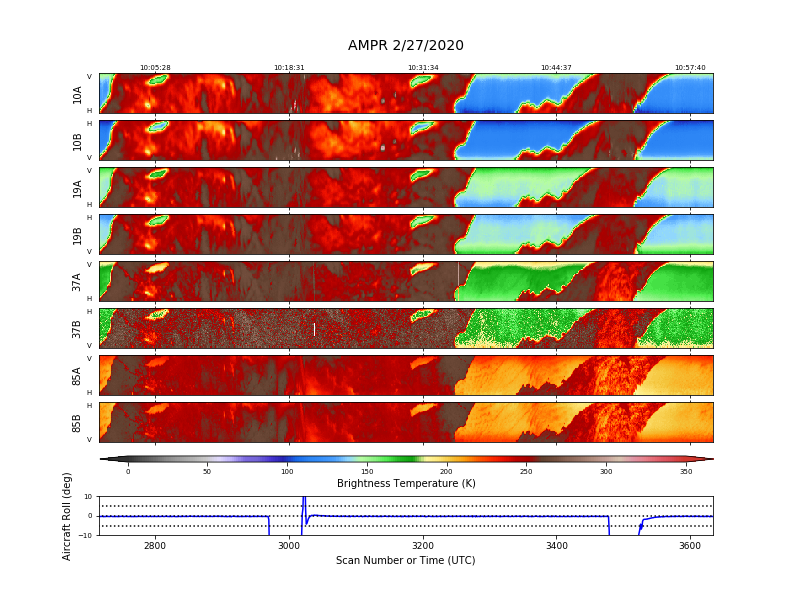 AMPR 2/27/2020
10:05:28 10:18:31 10:31:34 10:44:37 10:57:40
V
10A
H
H
10B
V
V
19A
H
H
19B
V
V
37A
H
H
37B
V
V
85A
H
H
85B
V
0 50 100 150 200 250 300 350
Brightness Temperature (K)
Aircraft Roll (deg)
10
0
−10
2800 3000 3200 3400 3600
Scan Number or Time (UTC)